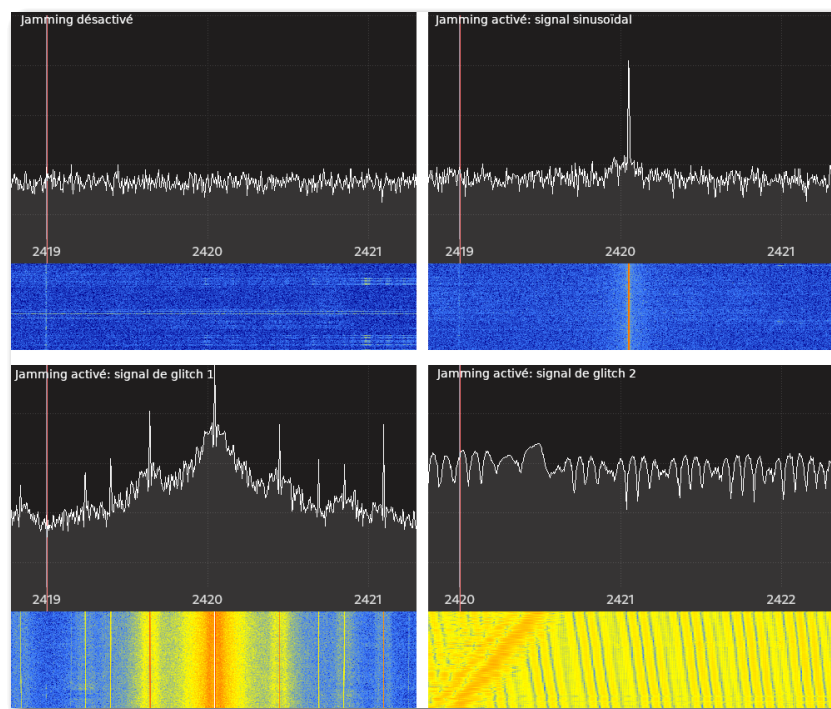 Jamming désactivé
2419 2420 2421
Jamming activé: signal sinusoïdal
2419 2420 2421
Jamming activé: signal de glitch 1
2419 2420 2421
Jamming activé: signal de glitch 2
2420 2421 2422